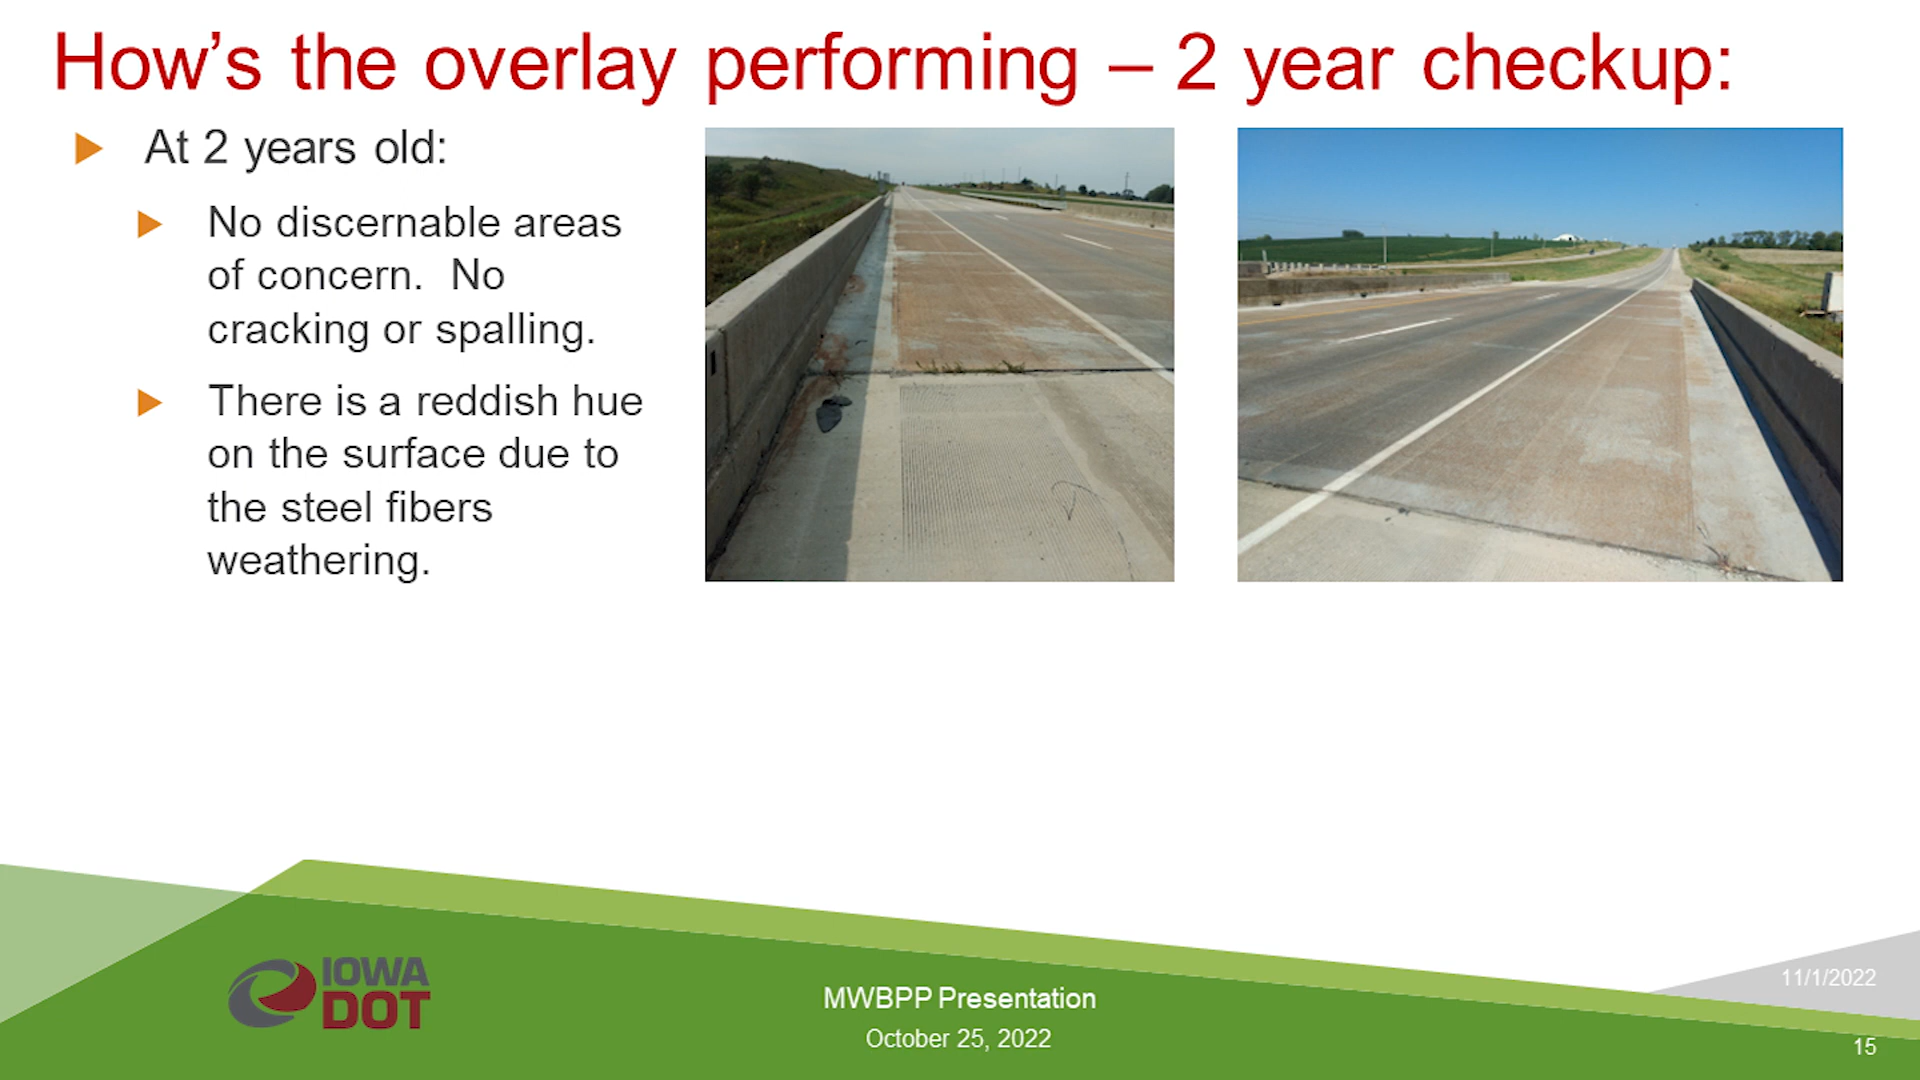 How’s the overlay performing – 2 year checkup:
At 2 years old:
No discernable areas
of concern.  No
cracking or spalling.
There is a reddish hue
on the surface due to
the steel fibers
weathering.
IOWA
DOT
MWBPP Presentation
October 25, 2022
11/1/2022
15